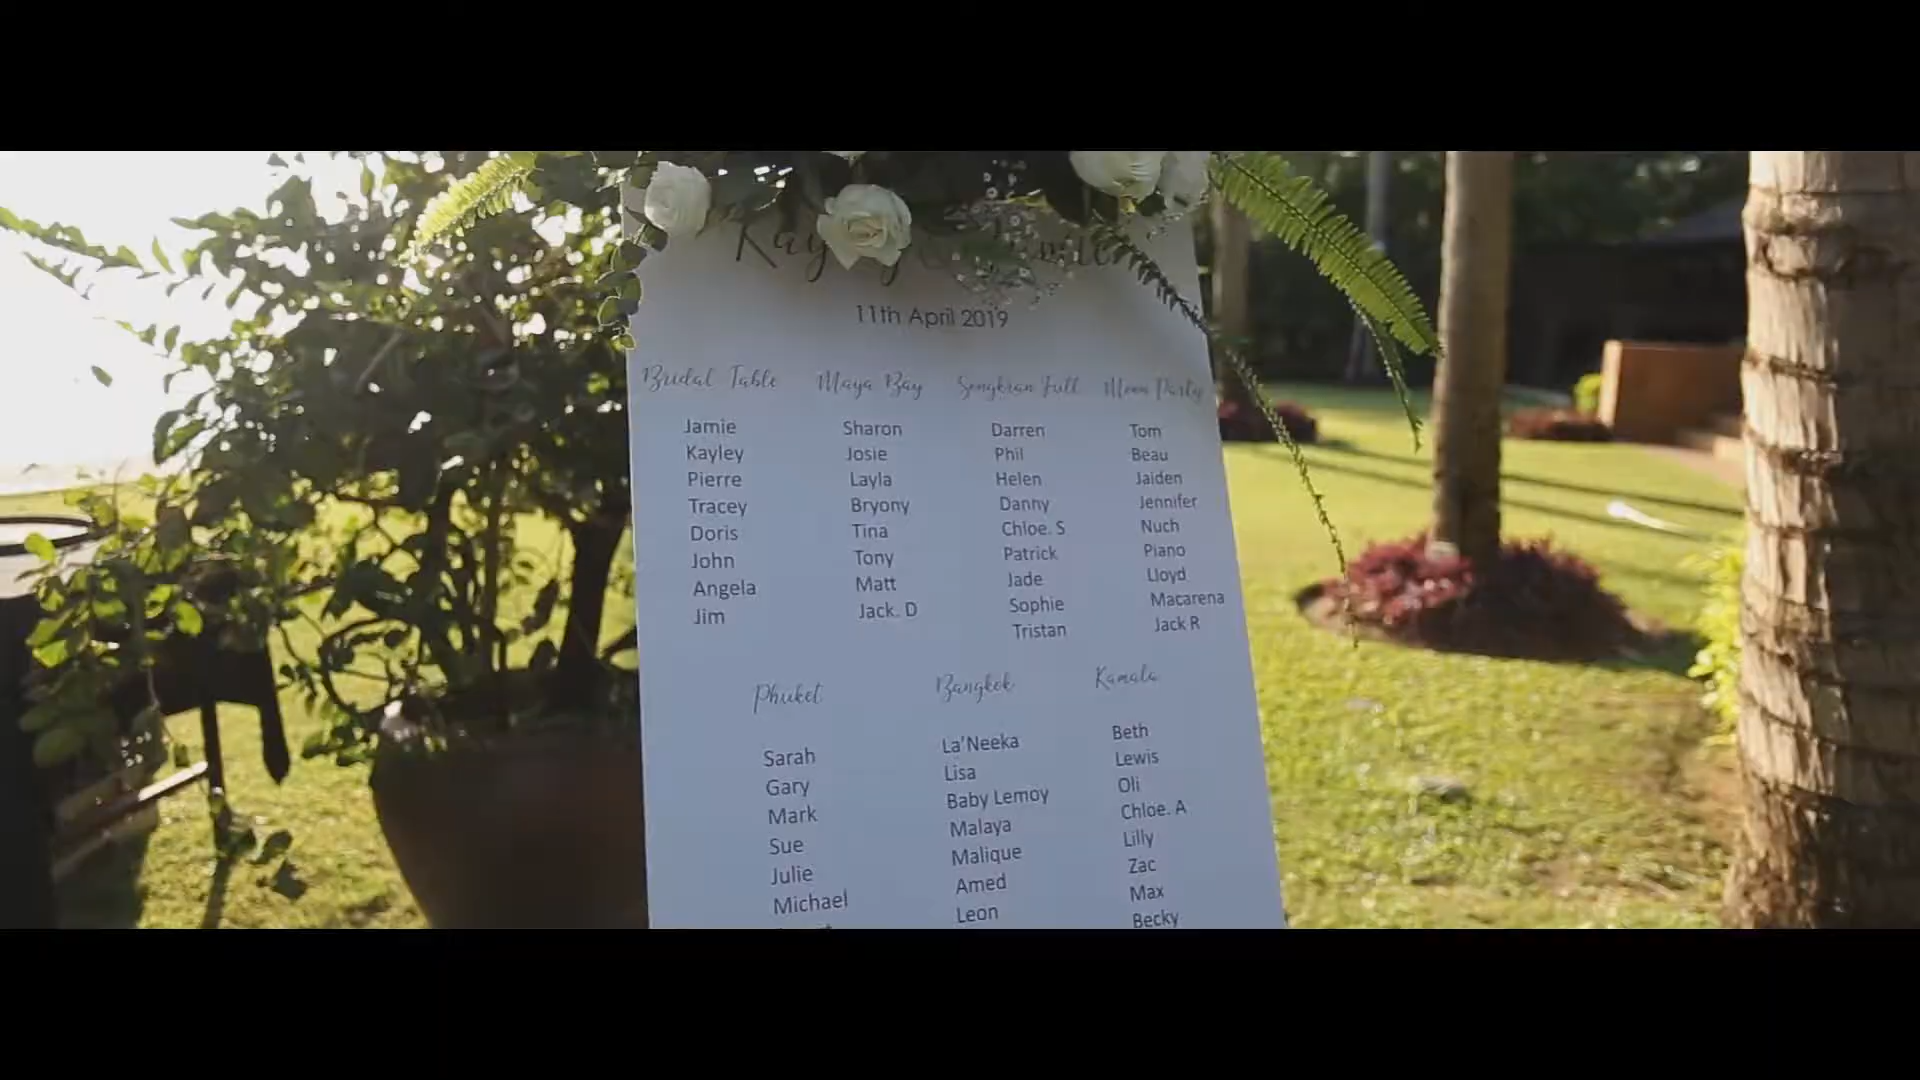 11th April 2019
Bridal Table
Jamie
Kayley
Pierre
Tracey
Doris
John
Angela
Jim
Maya Bay
Sharon
Josie
Layla
Bryony
Tina
Tony
Matt
Jack. D
Songkran Full
Darren
Phil
Helen
Danny
Chloe. S
Patrick
Jade
Sophie
Tristan
Moon Party
Tom
Beau
Jaiden
Jennifer
Nuch
Piano
Lloyd
Macarena
Jack R
Phuket
Sarah
Gary
Mark
Sue
Julie
Michael
Bangkok
La'Neeka
Lisa
Baby Lemoy
Malaya
Malique
Amed
Leon
Kamala
Beth
Lewis
Oli
Chloe. A
Lilly
Zac
Max
Becky